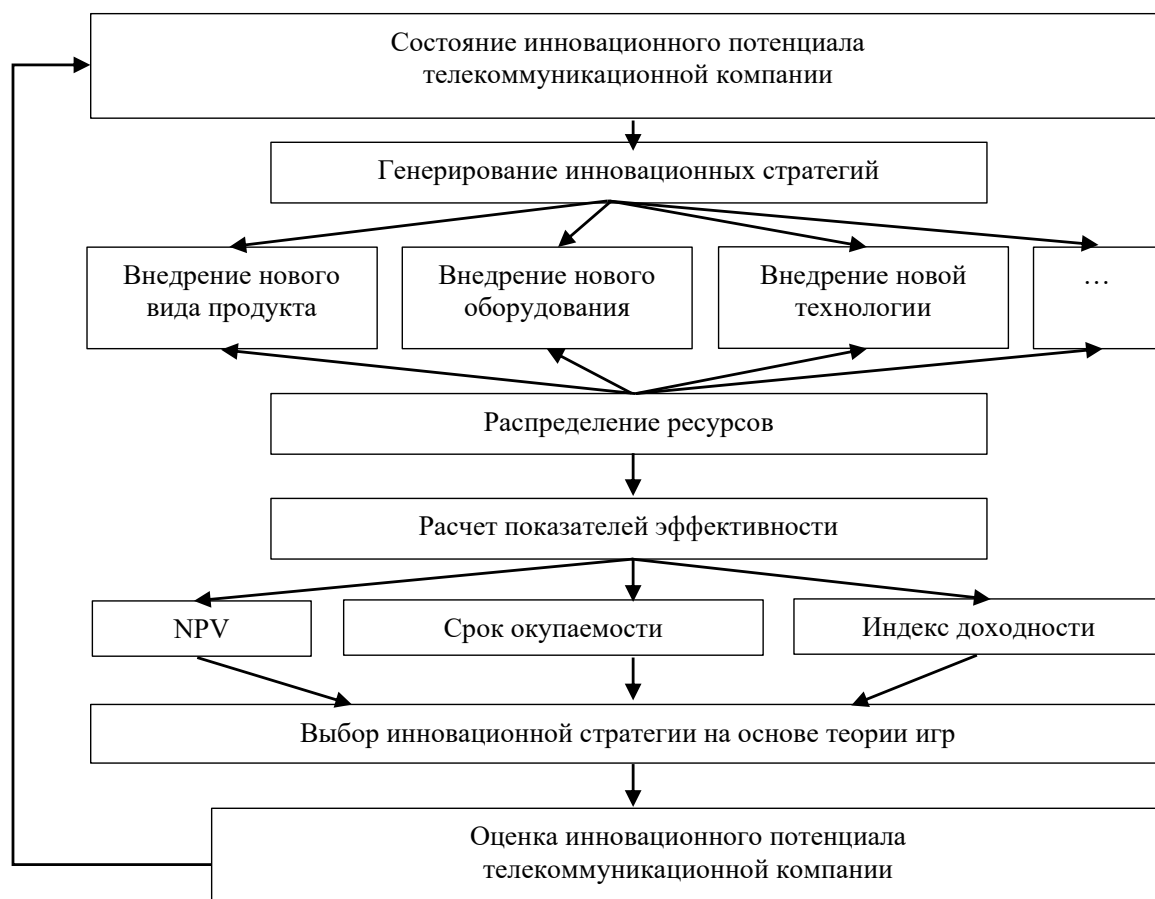 Состояние инновационного потенциала
телекоммуникационной компании
Генерирование инновационных стратегий
Внедрение нового
вида продукта
Внедрение нового
оборудования
Внедрение новой
технологии
…
Распределение ресурсов
Расчет показателей эффективности
NPV
Срок окупаемости
Индекс доходности
Выбор инновационной стратегии на основе теории игр
Оценка инновационного потенциала
телекоммуникационной компании